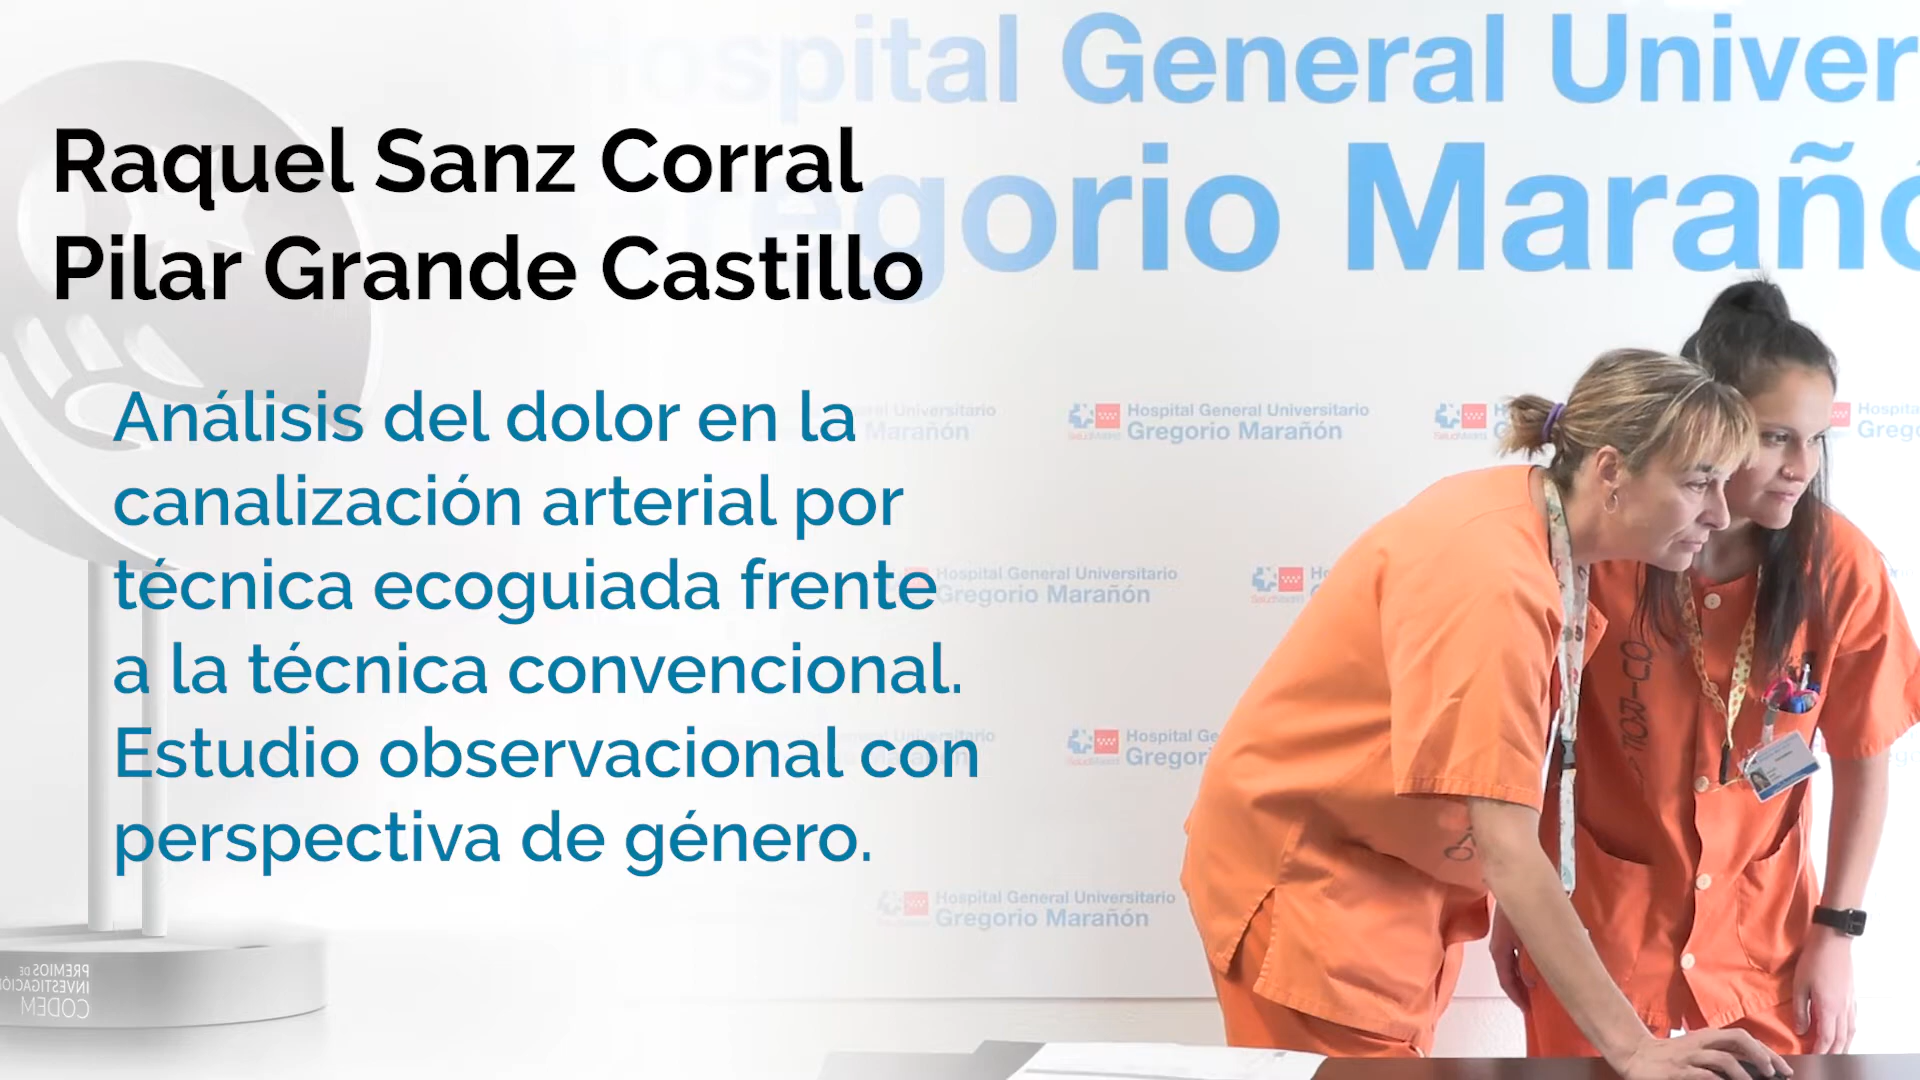 Hospital General Univer
Gregorio Marañó
Raquel Sanz Corral
Pilar Grande Castillo
Análisis del dolor en la
canalización arterial por
técnica ecoguiada frente
a la técnica convencional.
Estudio observacional con
perspectiva de género.
Hospital General Universitario
Gregorio Marañón
Hospital General Universitario
Gregorio Marañón
Hospital General Universitario
Gregorio Marañón
PREMIOS DE
INVESTIGACIÓN
CODEM